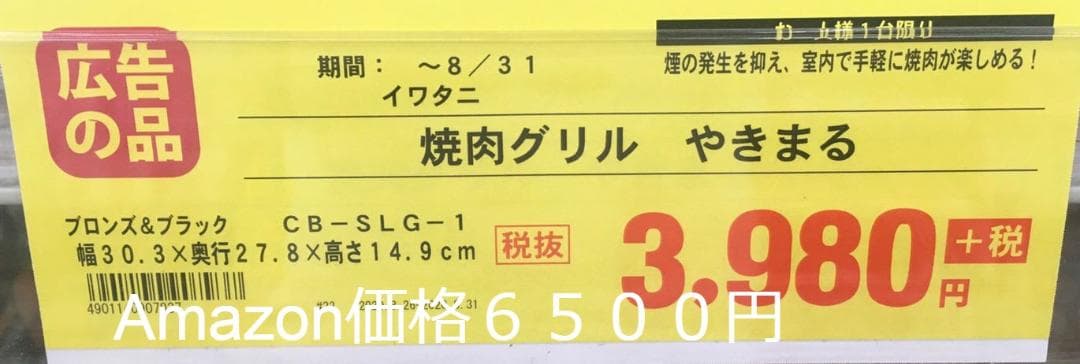 お一人様1台限り
広告の品
期間： ～8／31
煙の発生を抑え、室内で手軽に焼肉が楽しめる！
イワタニ
焼肉グリル やきまる
ブロンズ＆ブラック CB－SLG－1
幅30.3×奥行27.8×高さ14.9cm
税抜
3,980円
＋税
Amazon価格６５００円